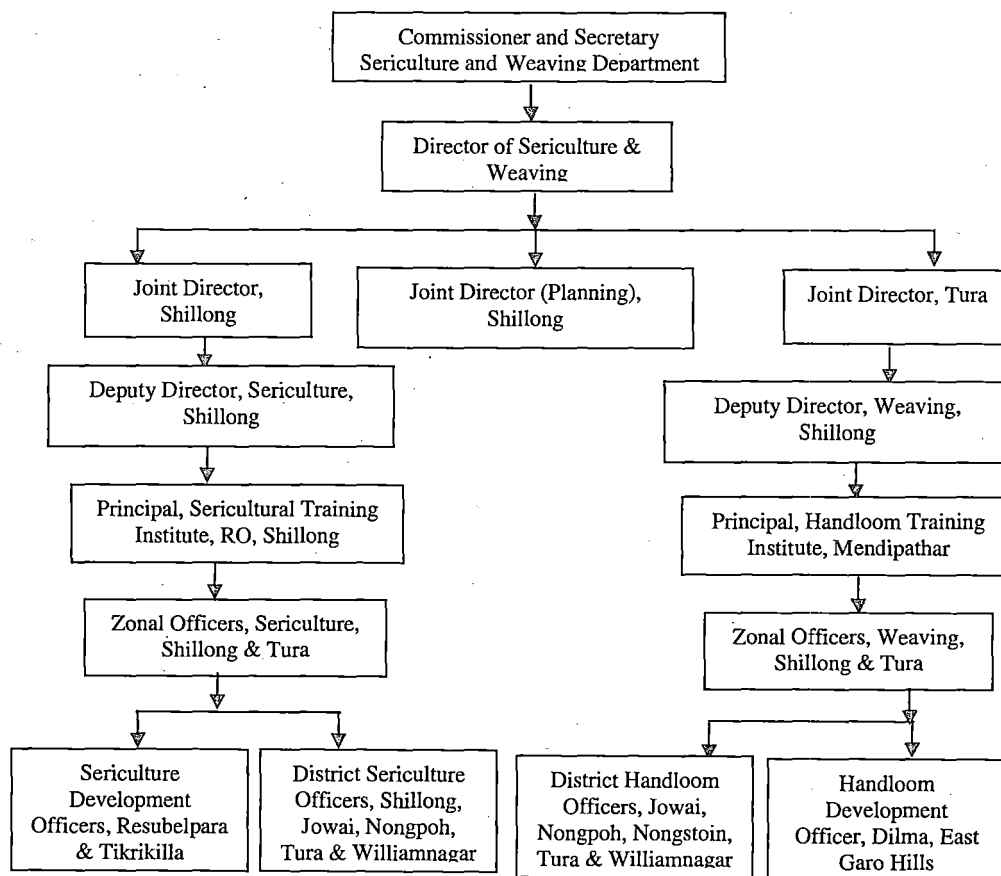 Commissioner and Secretary
Sericulture and Weaving Department
Director of Sericulture &
Weaving
Joint Director,
Shillong
Joint Director (Planning),
Shillong
Joint Director, Tura
Deputy Director, Sericulture,
Shillong
Deputy Director, Weaving,
Shillong
Principal, Sericultural Training
Institute, RO, Shillong
Principal, Handloom Training
Institute, Mendipathar
Zonal Officers, Sericulture,
Shillong & Tura
Zonal Officers, Weaving,
Shillong & Tura
Sericulture
Development
Officers, Resubelpara
& Tikrikilla
District Sericulture
Officers, Shillong,
Jowai, Nongpoh,
Tura & Williamnagar
District Handloom
Officers, Jowai,
Nongpoh, Nongstoin,
Tura & Williamnagar
Handloom
Development
Officer, Dilma, East
Garo Hills